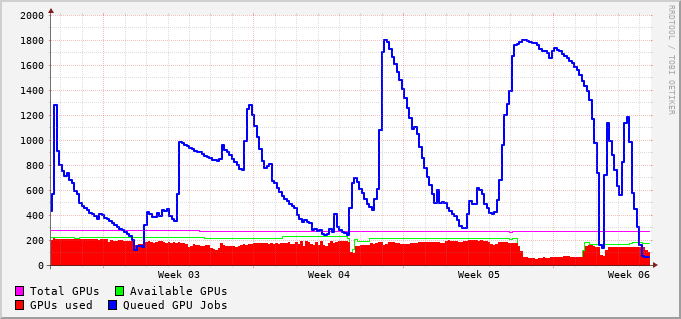 2000
1800
1600
1400
1200
1000
800
600
400
200
0
Week 03 Week 04 Week 05 Week 06
Total GPUs Available GPUs
GPUs used Queued GPU Jobs
RRDTOOL / TOBI OETIKER